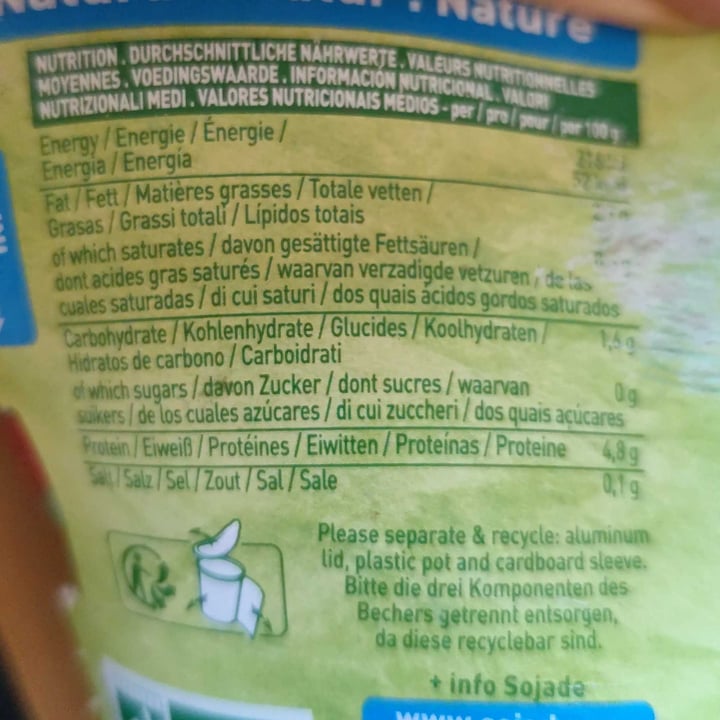 Nature
NUTRITION . DURCHSCHNITTLICHE NÄHRWERTE . VALEURS NUTRITIONNELLES
MOYENNES . VOEDINGSWAARDE . INFORMACIÓN NUTRICIONAL . VALORI
NUTRIZIONALI MEDI . VALORES NUTRICIONAIS MEDIOS - per / pro / pour / por 100 g
Energy / Energie / Énergie /
Energia / Energía
Fat / Fett / Matières grasses / Totale vetten /
Grasas / Grassi totali / Lípidos totais
of which saturates / davon gesättigte Fettsäuren /
dont acides gras saturés / waarvan verzadigde vetzuren / de las
cuales saturadas / di cui saturi / dos quais ácidos gordos saturados
Carbohydrate / Kohlenhydrate / Glucides / Koolhydraten / 1,6 g
Hidratos de carbono / Carboidrati
of which sugars / davon Zucker / dont sucres / waarvan 0 g
suikers / de los cuales azúcares / di cui zuccheri / dos quais açúcares
Protein / Eiweiß / Protéines / Eiwitten / Proteínas / Proteine 4,8 g
Salt / Salz / Sel / Zout / Sal / Sale 0,1 g
Please separate & recycle: aluminum
lid, plastic pot and cardboard sleeve.
Bitte die drei Komponenten des
Bechers getrennt entsorgen,
da diese recyclebar sind.
+ info Sojade